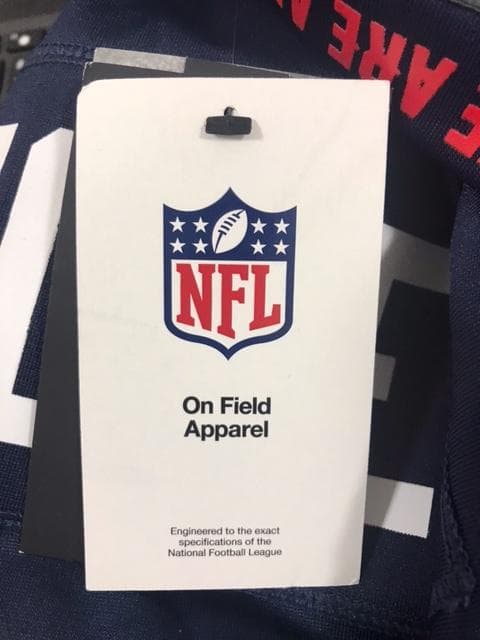 E ARE N
NFL
On Field
Apparel
Engineered to the exact
specifications of the
National Football League